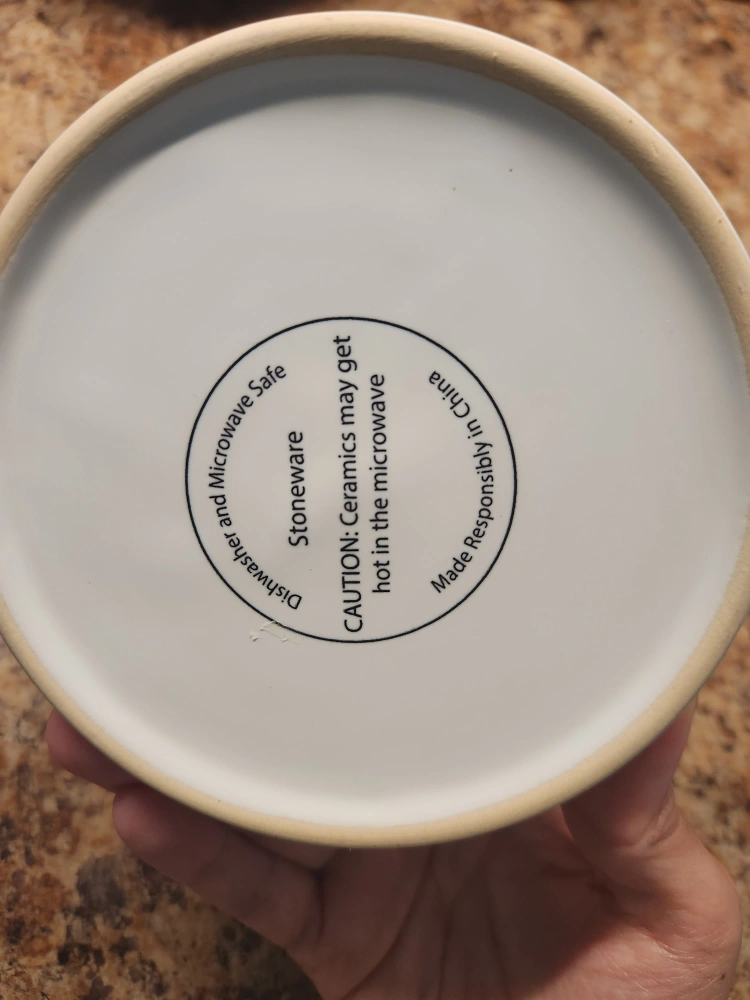 Dishwasher and Microwave Safe
Stoneware
CAUTION: Ceramics may get
hot in the microwave
Made Responsibly in China